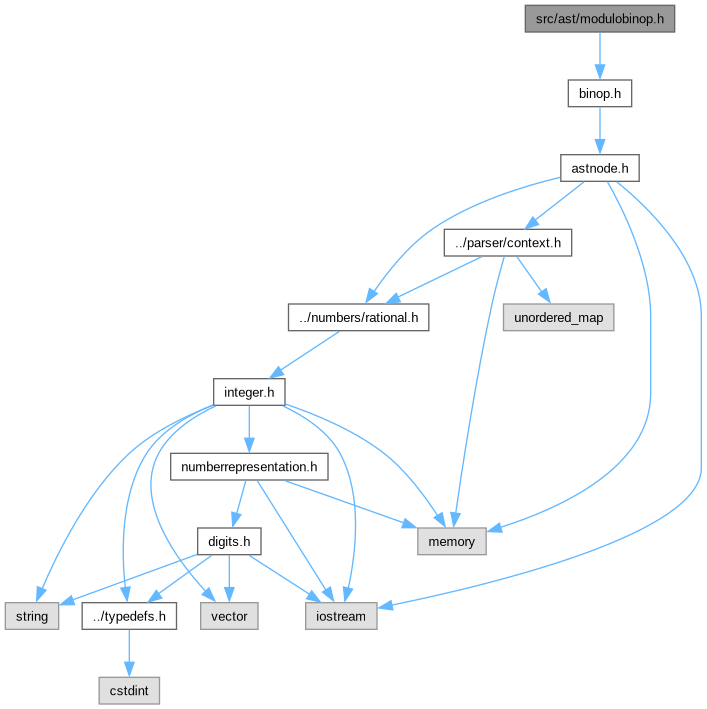 src/ast/modulobinop.h
binop.h
astnode.h
../parser/context.h
../numbers/rational.h
unordered_map
integer.h
numberrepresentation.h
digits.h
memory
string
../typedefs.h
vector
iostream
cstdint